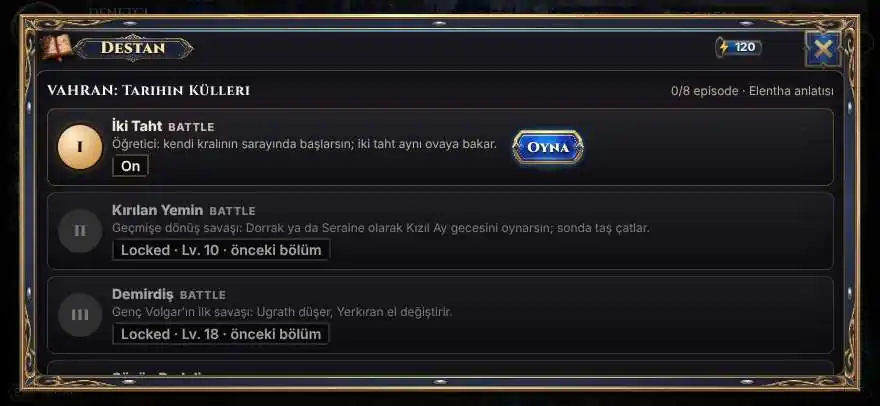 DESTAN
120
VAHRAN: TARIHIN KÜLLERI
0/8 episode · Elentha anlatısı
I
İki Taht BATTLE
Öğretici: kendi kralının sarayında başlarsın; iki taht aynı ovaya bakar.
On
OYNA
II
Kırılan Yemin BATTLE
Geçmişe dönüş savaşı: Dorrak ya da Seraine olarak Kızıl Ay gecesini oynarsın; sonda taş çatlar.
Locked · Lv. 10 · önceki bölüm
III
Demirdiş BATTLE
Genç Volgar'ın ilk savaşı: Ugrath düşer, Yerkıran el değiştirir.
Locked · Lv. 18 · önceki bölüm